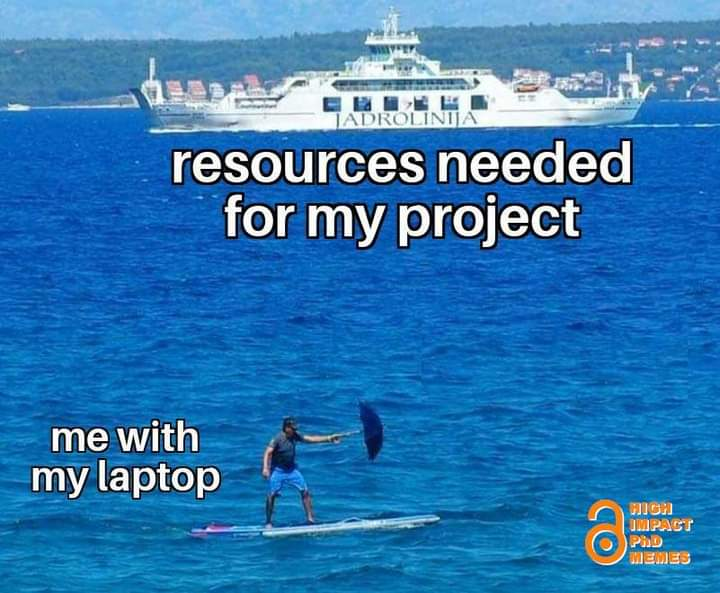 JADROLINIJA
resources needed
for my project
me with
my laptop
HIGH
IMPACT
PhD
MEMES